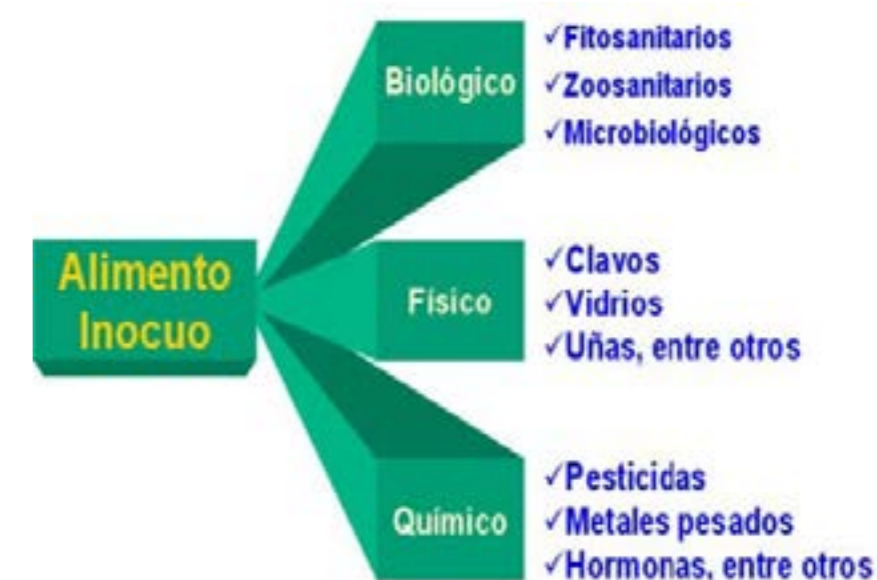 Alimento
Inocuo
Biológico
✓Fitosanitarios
✓Zoosanitarios
✓Microbiológicos
Físico
✓Clavos
✓Vidrios
✓Uñas, entre otros
Químico
✓Pesticidas
✓Metales pesados
✓Hormonas, entre otros